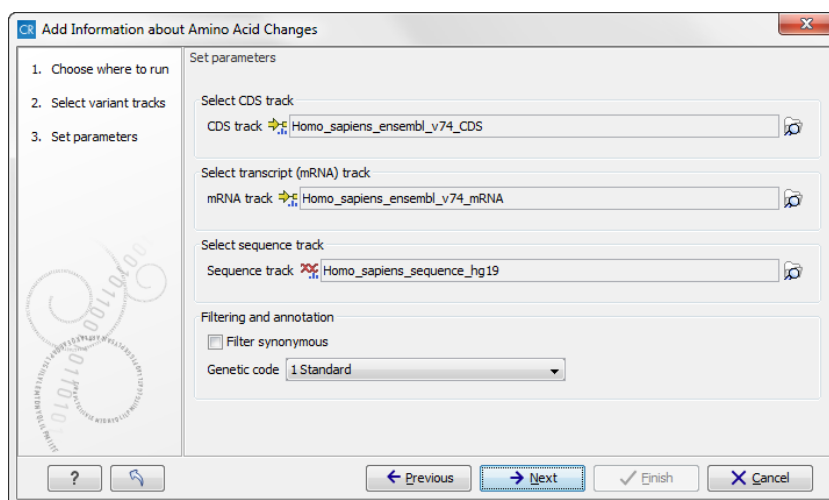 CR Add Information about Amino Acid Changes
1. Choose where to run
2. Select variant tracks
3. Set parameters
Set parameters
Select CDS track
CDS track Homo_sapiens_ensembl_v74_CDS
Select transcript (mRNA) track
mRNA track Homo_sapiens_ensembl_v74_mRNA
Select sequence track
Sequence track Homo_sapiens_sequence_hg19
Filtering and annotation
Filter synonymous
Genetic code 1 Standard
? Previous Next Finish Cancel